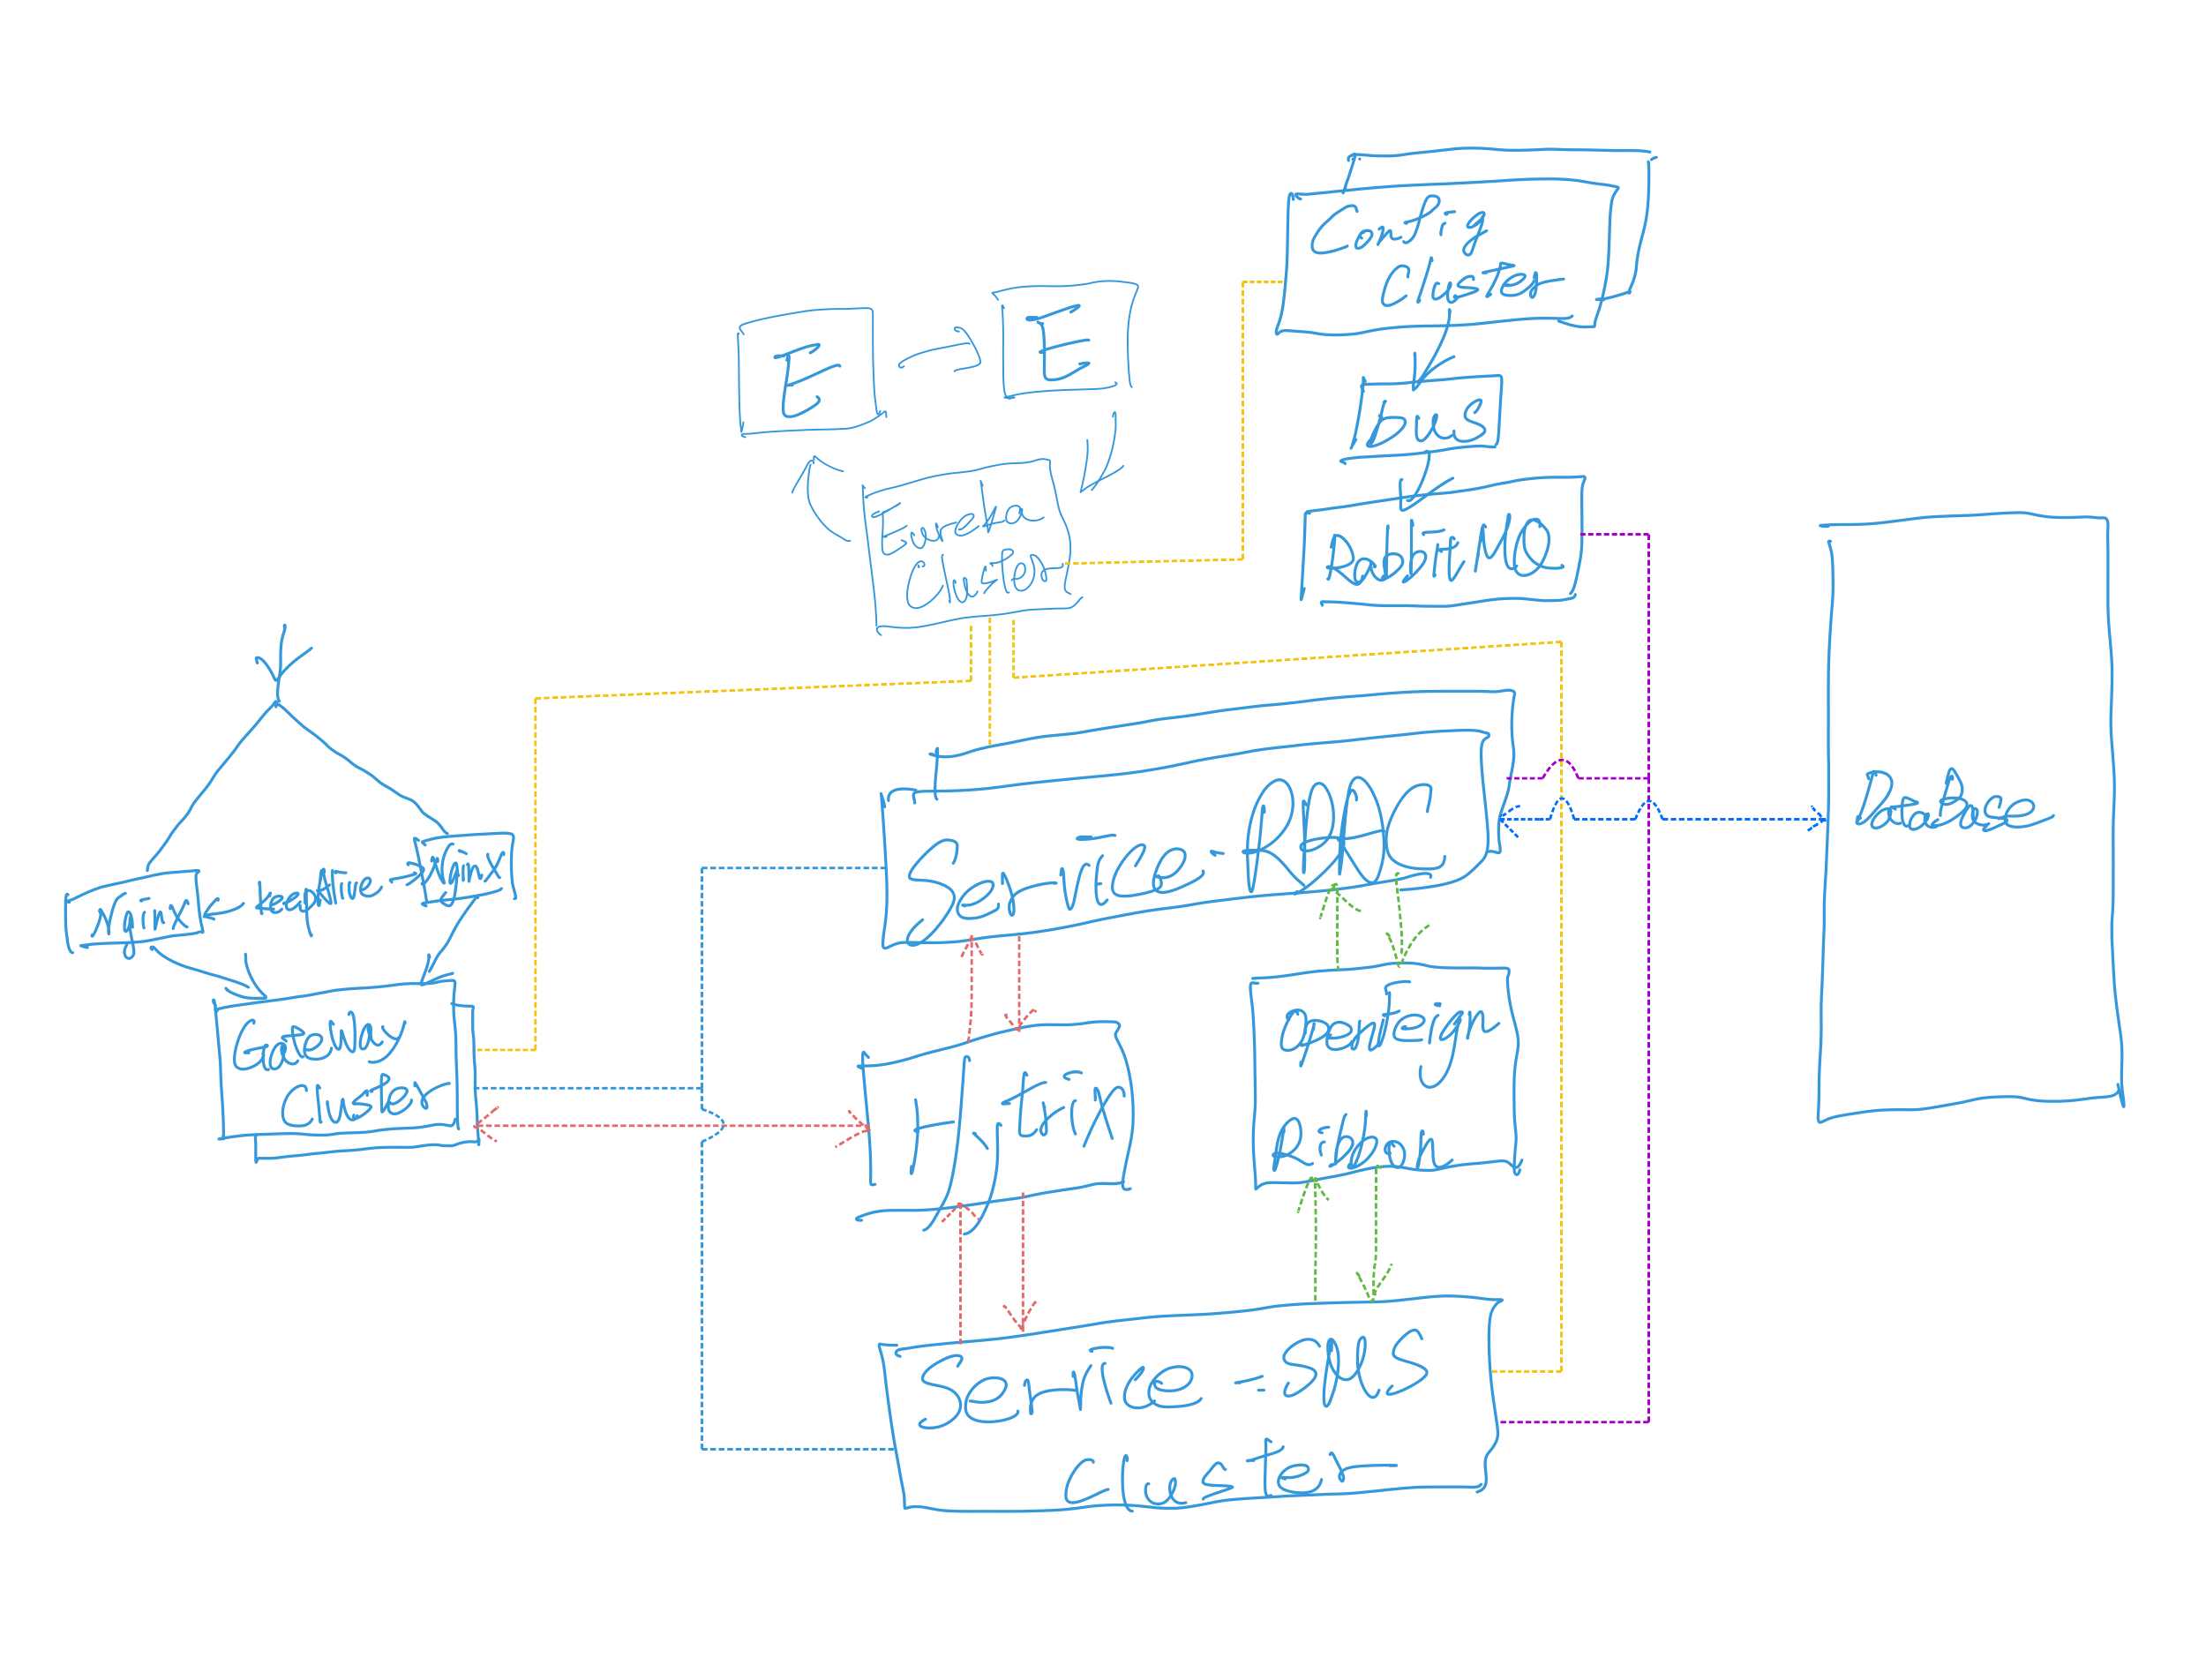 Config
Cluster
E
E
bus
Eureka
Cluster
RabbitMQ
Nginx
keepalive
Nginx
Service-RBAC
RedRes
Gateway
Cluster
Openfeign
Ribbon
Hystrix
Service-SMS
Cluster